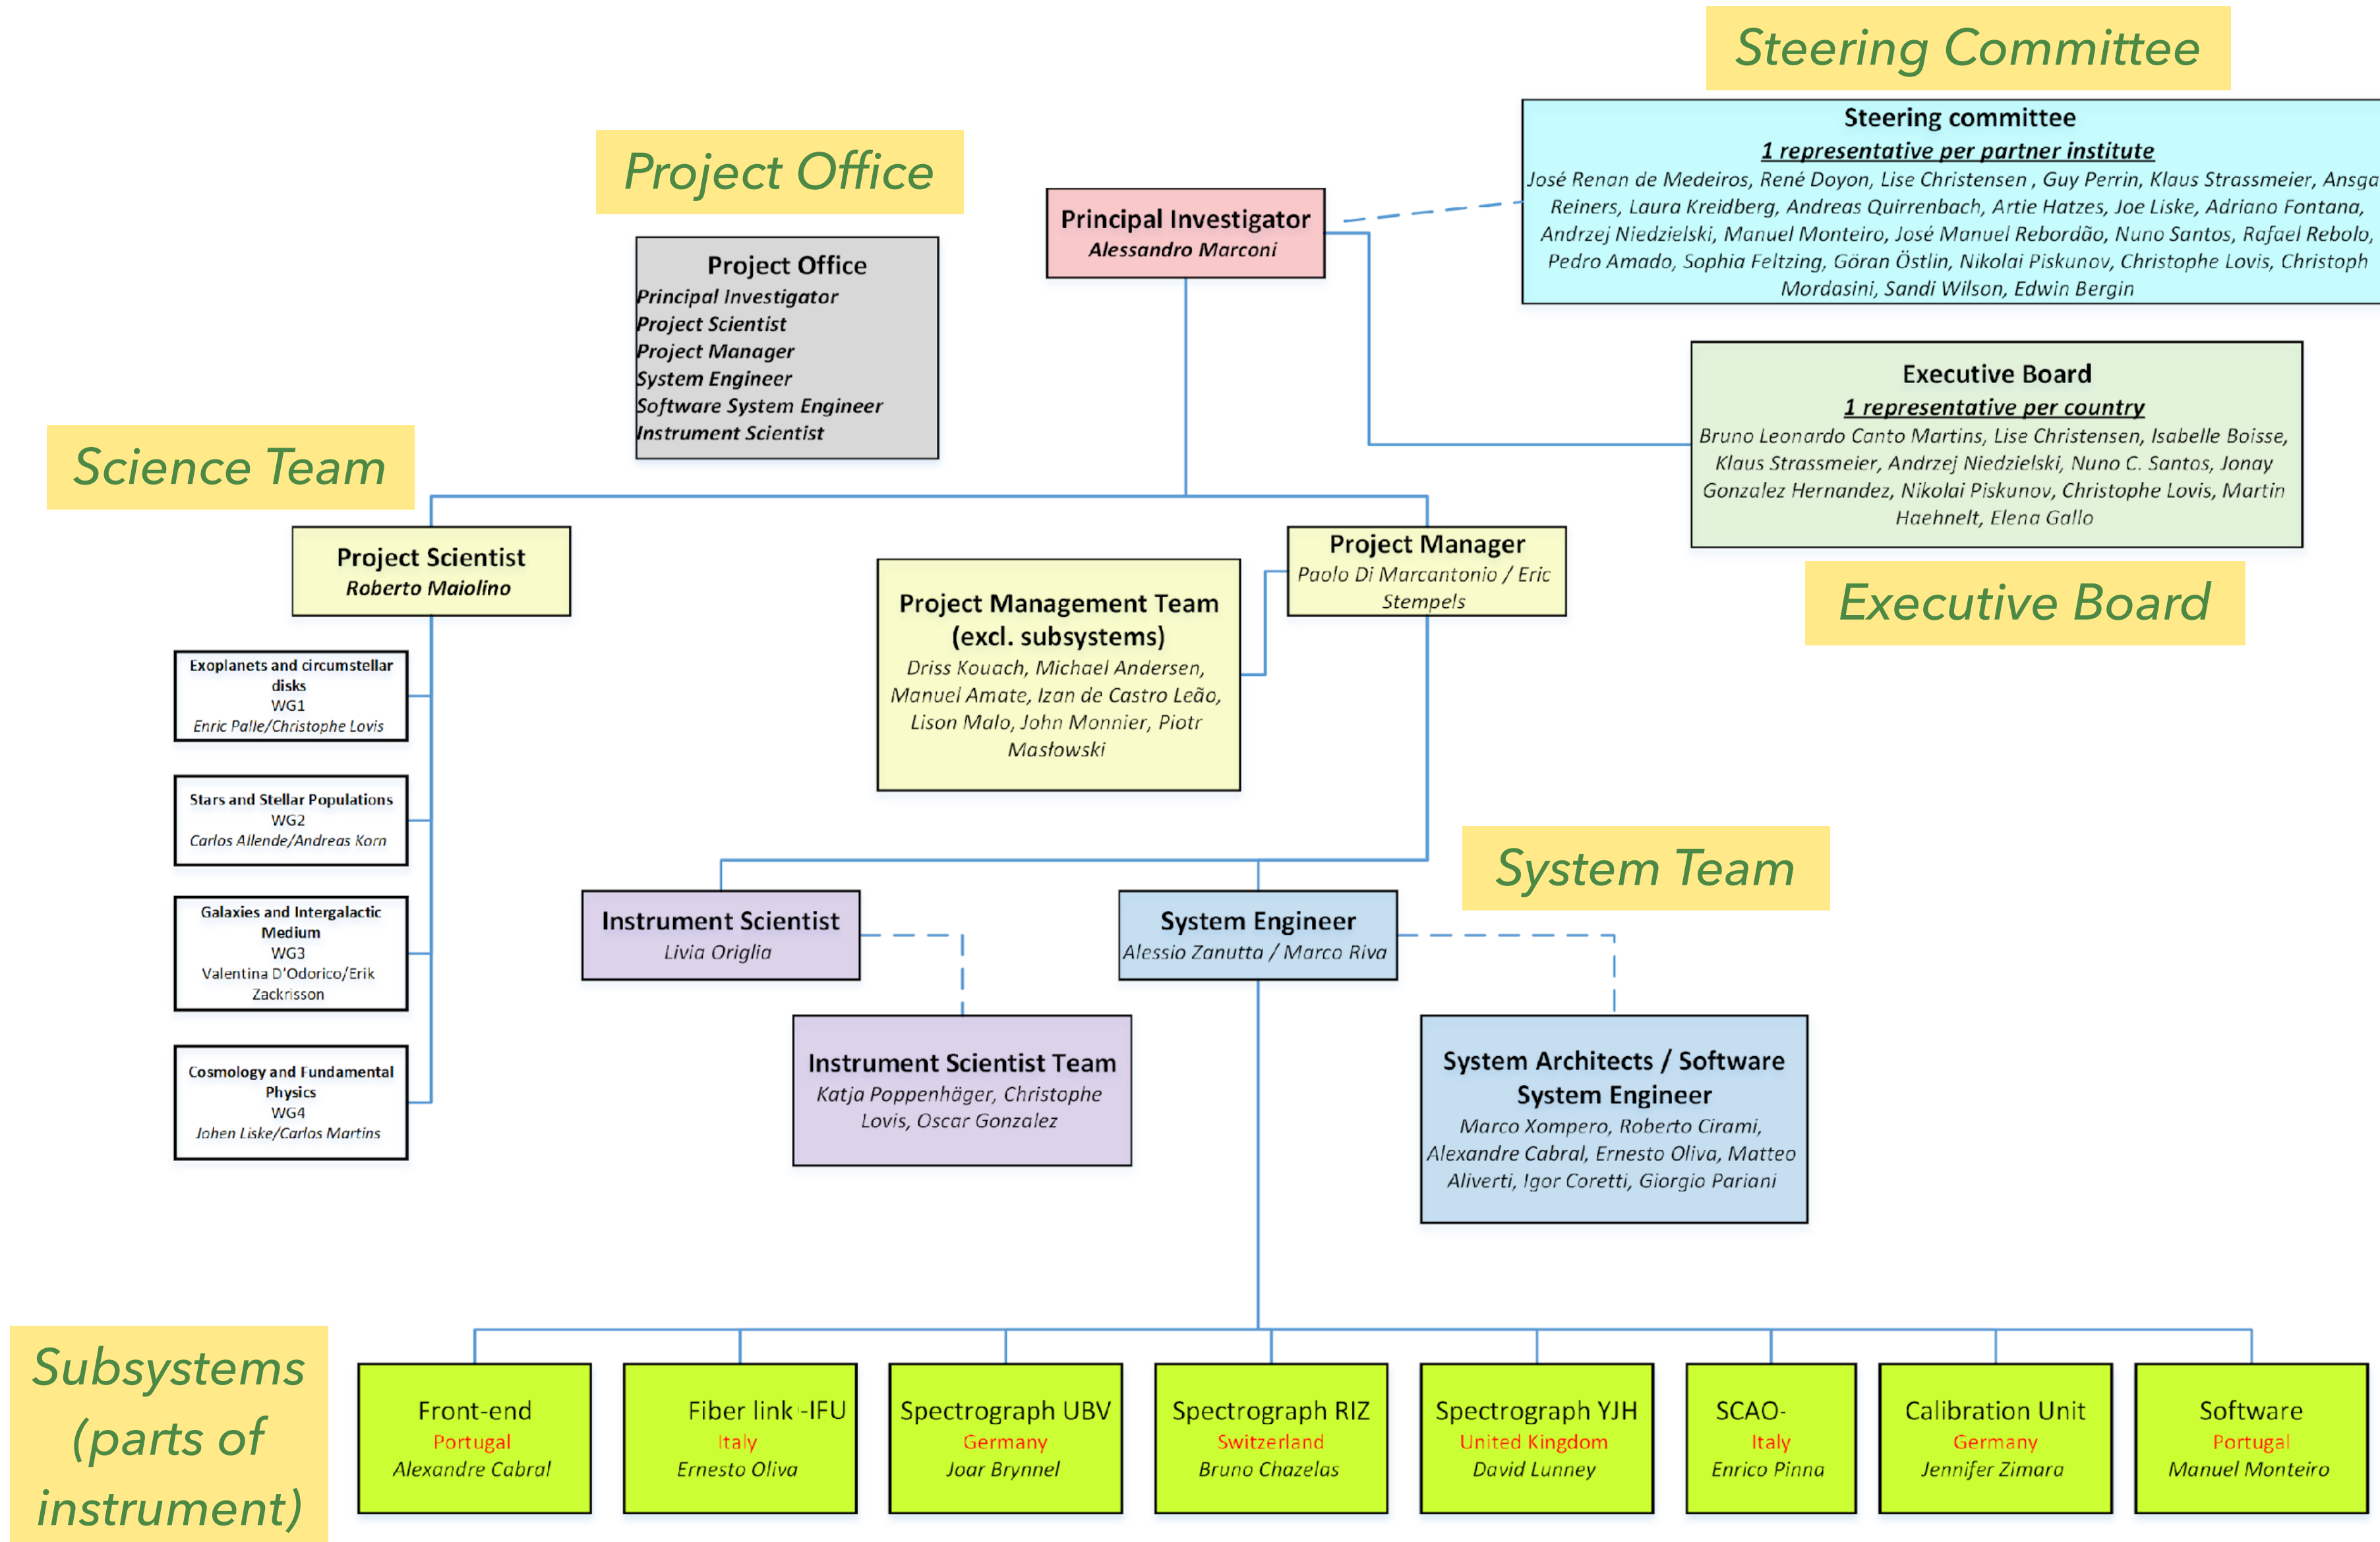 Steering Committee
Steering committee
1 representative per partner institute
José Renan de Medeiros, René Doyon, Lise Christensen , Guy Perrin, Klaus Strassmeier, Ansga
Reiners, Laura Kreidberg, Andreas Quirrenbach, Artie Hatzes, Joe Liske, Adriano Fontana,
Andrzej Niedzielski, Manuel Monteiro, José Manuel Rebordão, Nuno Santos, Rafael Rebolo,
Pedro Amado, Sophia Feltzing, Göran Östlin, Nikolai Piskunov, Christophe Lovis, Christoph
Mordasini, Sandi Wilson, Edwin Bergin
Project Office
Project Office
Principal Investigator
Project Scientist
Project Manager
System Engineer
Software System Engineer
Instrument Scientist
Principal Investigator
Alessandro Marconi
Executive Board
1 representative per country
Bruno Leonardo Canto Martins, Lise Christensen, Isabelle Boisse,
Klaus Strassmeier, Andrzej Niedzielski, Nuno C. Santos, Jonay
Gonzalez Hernandez, Nikolai Piskunov, Christophe Lovis, Martin
Haehnelt, Elena Gallo
Executive Board
Science Team
Project Scientist
Roberto Maiolino
Exoplanets and circumstellar
disks
WG1
Enric Palle/Christophe Lovis
Stars and Stellar Populations
WG2
Carlos Allende/Andreas Korn
Galaxies and Intergalactic
Medium
WG3
Valentina D'Odorico/Erik
Zackrisson
Cosmology and Fundamental
Physics
WG4
Johen Liske/Carlos Martins
Project Manager
Paolo Di Marcantonio / Eric
Stempels
Project Management Team
(excl. subsystems)
Driss Kouach, Michael Andersen,
Manuel Amate, Izan de Castro Leão,
Lison Malo, John Monnier, Piotr
Masłowski
System Team
Instrument Scientist
Livia Origlia
Instrument Scientist Team
Katja Poppenhäger, Christophe
Lovis, Oscar Gonzalez
System Engineer
Alessio Zanutta / Marco Riva
System Architects / Software
System Engineer
Marco Xompero, Roberto Cirami,
Alexandre Cabral, Ernesto Oliva, Matteo
Aliverti, Igor Coretti, Giorgio Pariani
Subsystems
(parts of
instrument)
Front-end
Portugal
Alexandre Cabral
Fiber link -IFU
Italy
Ernesto Oliva
Spectrograph UBV
Germany
Joar Brynnel
Spectrograph RIZ
Switzerland
Bruno Chazelas
Spectrograph YJH
United Kingdom
David Lunney
SCAO-
Italy
Enrico Pinna
Calibration Unit
Germany
Jennifer Zimara
Software
Portugal
Manuel Monteiro